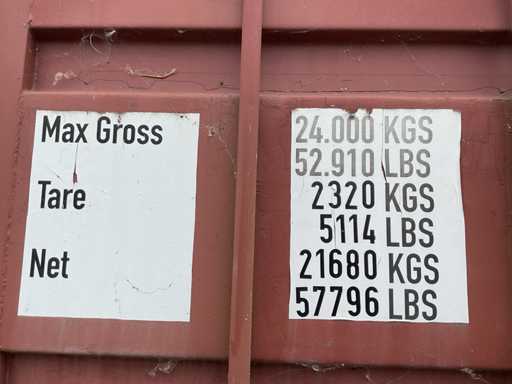 Max Gross 24.000 KGS
52.910 LBS
Tare 2320 KGS
5114 LBS
Net 21680 KGS
57796 LBS